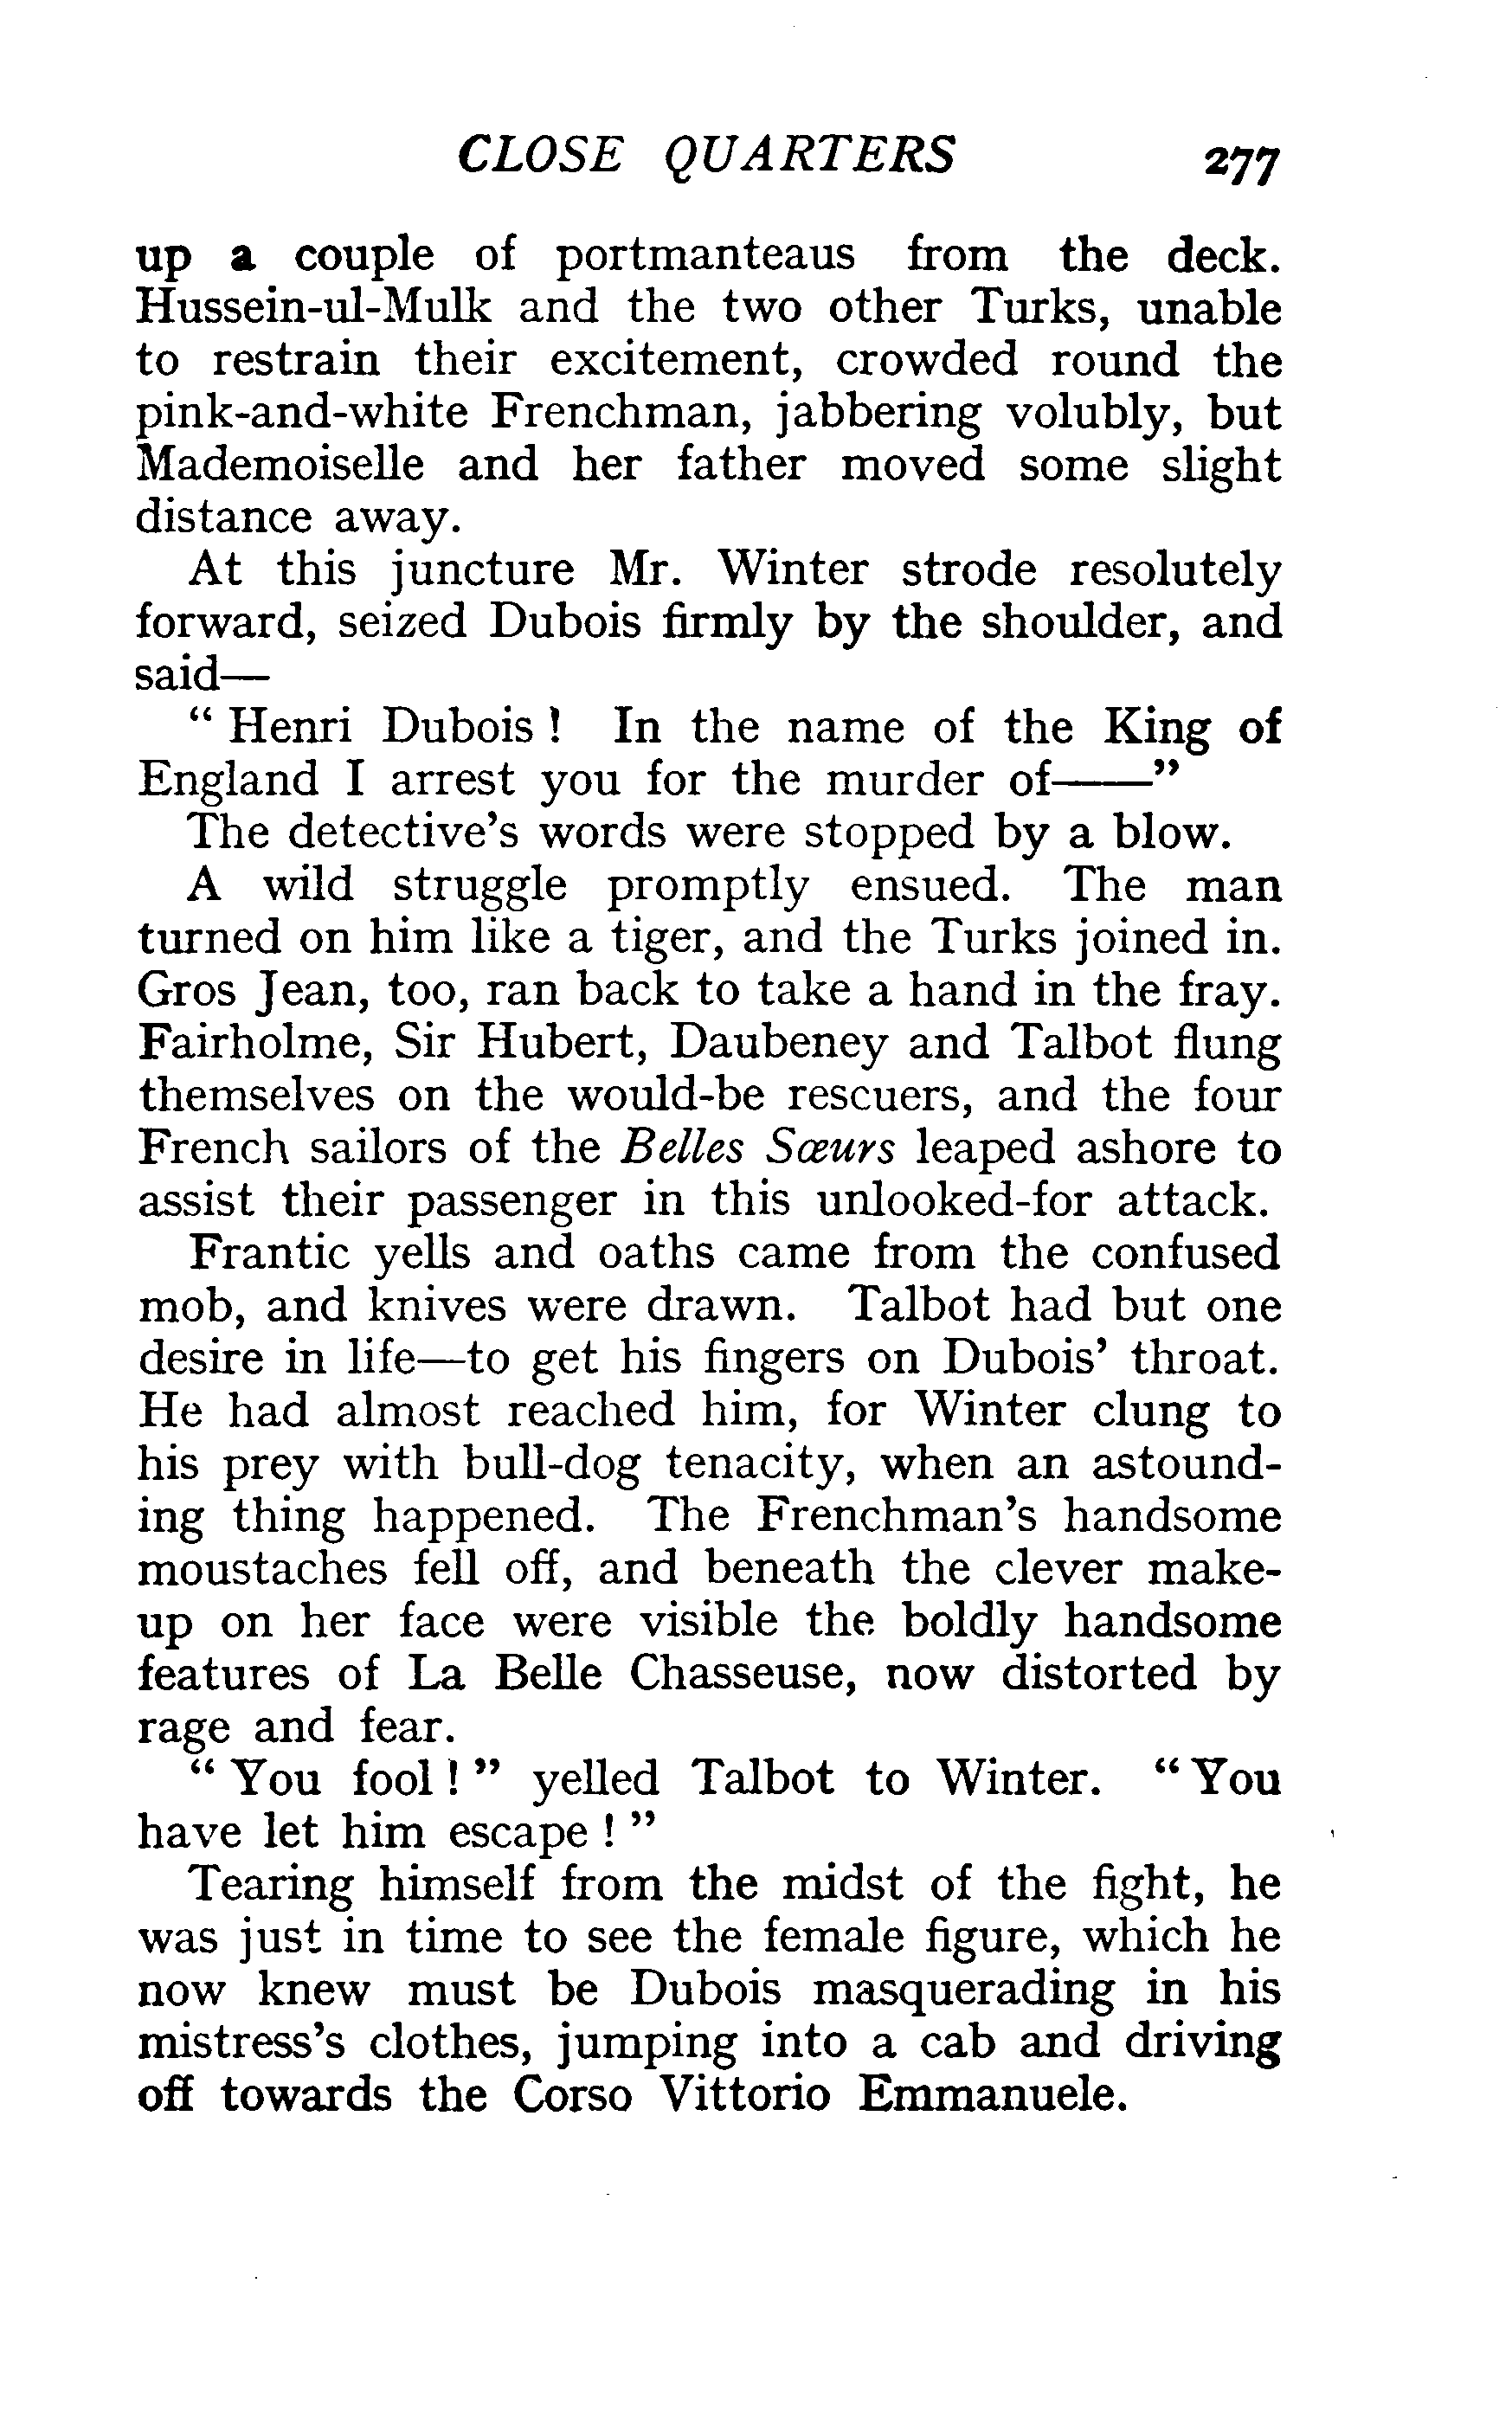 CLOSE QUARTERS 277
up a couple of portmanteaus from the deck.
Hussein-ul-Mulk and the two other Turks, unable
to restrain their excitement, crowded round the
pink-and-white Frenchman, jabbering volubly, but
Mademoiselle and her father moved some slight
distance away.
At this juncture Mr. Winter strode resolutely
forward, seized Dubois firmly by the shoulder, and
said—
“ Henri Dubois ! In the name of the King of
England I arrest you for the murder of——”
The detective’s words were stopped by a blow.
A wild struggle promptly ensued. The man
turned on him like a tiger, and the Turks joined in.
Gros Jean, too, ran back to take a hand in the fray.
Fairholme, Sir Hubert, Daubeney and Talbot flung
themselves on the would-be rescuers, and the four
French sailors of the Belles Sœurs leaped ashore to
assist their passenger in this unlooked-for attack.
Frantic yells and oaths came from the confused
mob, and knives were drawn. Talbot had but one
desire in life—to get his fingers on Dubois’ throat.
He had almost reached him, for Winter clung to
his prey with bull-dog tenacity, when an astound-
ing thing happened. The Frenchman’s handsome
moustaches fell off, and beneath the clever make-
up on her face were visible the boldly handsome
features of La Belle Chasseuse, now distorted by
rage and fear.
“ You fool ! ” yelled Talbot to Winter. “ You
have let him escape ! ”
Tearing himself from the midst of the fight, he
was just in time to see the female figure, which he
now knew must be Dubois masquerading in his
mistress’s clothes, jumping into a cab and driving
off towards the Corso Vittorio Emmanuele.